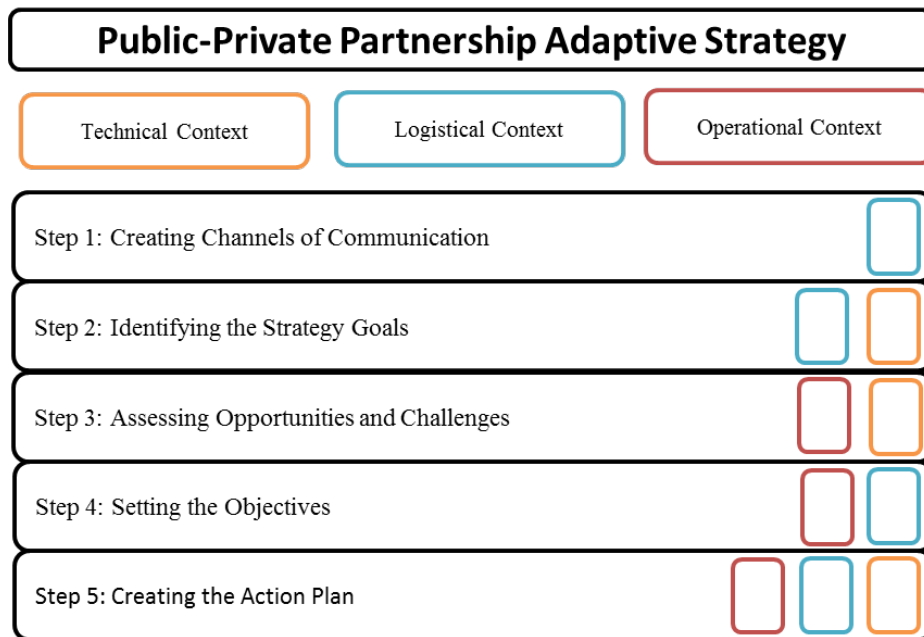 Public-Private Partnership Adaptive Strategy
Technical Context
Logistical Context
Operational Context
Step 1: Creating Channels of Communication
Step 2: Identifying the Strategy Goals
Step 3: Assessing Opportunities and Challenges
Step 4: Setting the Objectives
Step 5: Creating the Action Plan